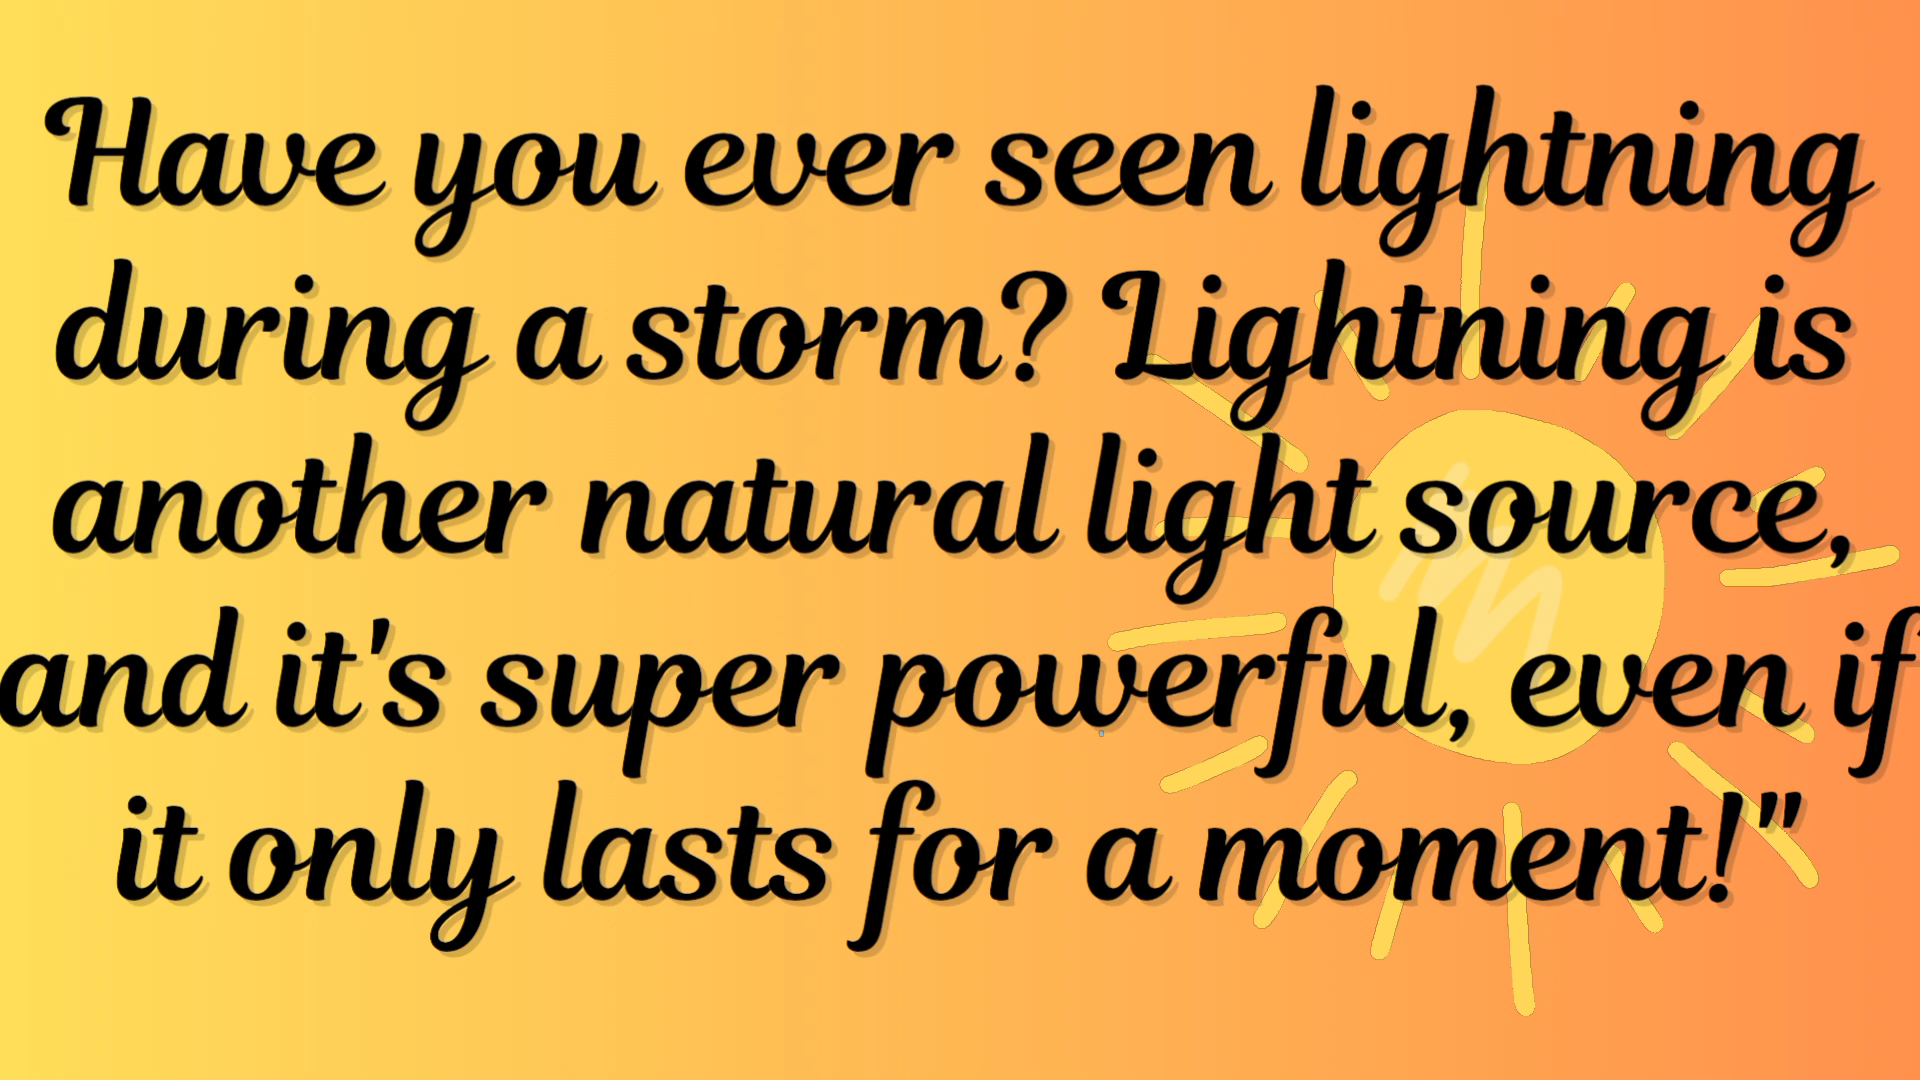 Have you ever seen lightning
during a storm? Lightning is
another natural light source,
and it's super powerful, even if
it only lasts for a moment!"